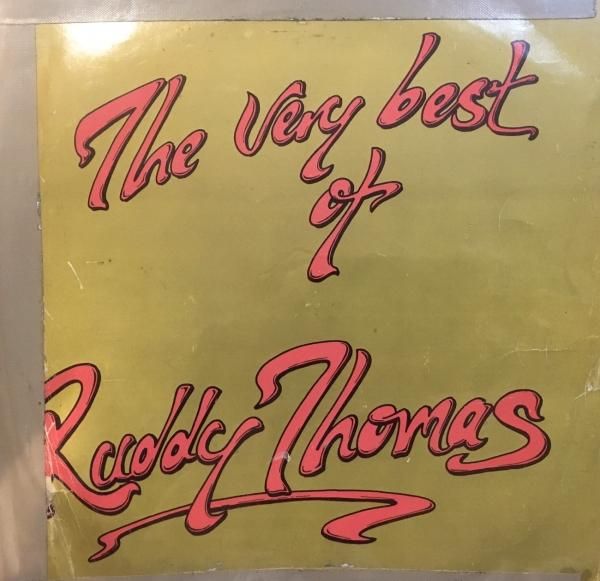 The very best
of
Ruddy Thomas